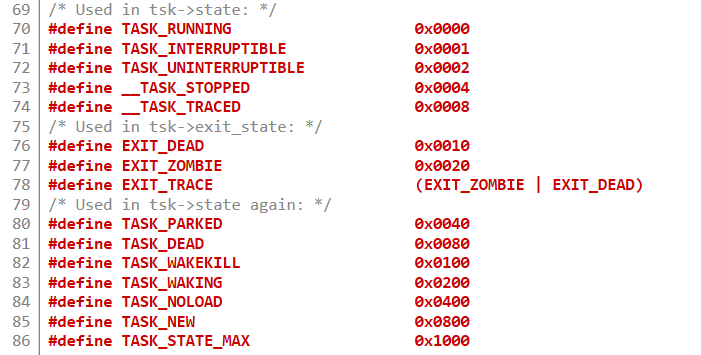 69 /* Used in tsk->state: */
70 #define TASK_RUNNING 0x0000
71 #define TASK_INTERRUPTIBLE 0x0001
72 #define TASK_UNINTERRUPTIBLE 0x0002
73 #define __TASK_STOPPED 0x0004
74 #define __TASK_TRACED 0x0008
75 /* Used in tsk->exit_state: */
76 #define EXIT_DEAD 0x0010
77 #define EXIT_ZOMBIE 0x0020
78 #define EXIT_TRACE (EXIT_ZOMBIE | EXIT_DEAD)
79 /* Used in tsk->state again: */
80 #define TASK_PARKED 0x0040
81 #define TASK_DEAD 0x0080
82 #define TASK_WAKEKILL 0x0100
83 #define TASK_WAKING 0x0200
84 #define TASK_NOLOAD 0x0400
85 #define TASK_NEW 0x0800
86 #define TASK_STATE_MAX 0x1000